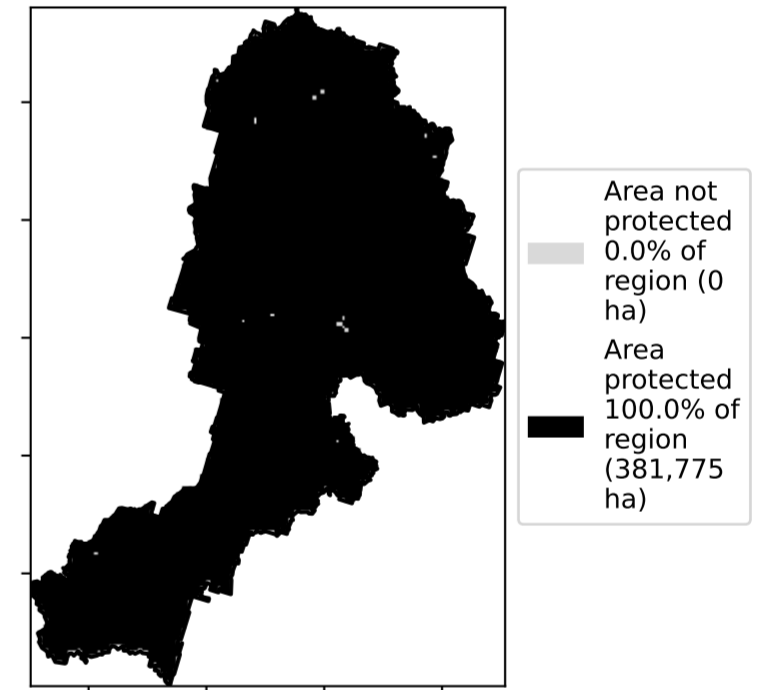 Area not
protected
0.0% of
region (0
ha)
Area
protected
100.0% of
region
(381,775
ha)